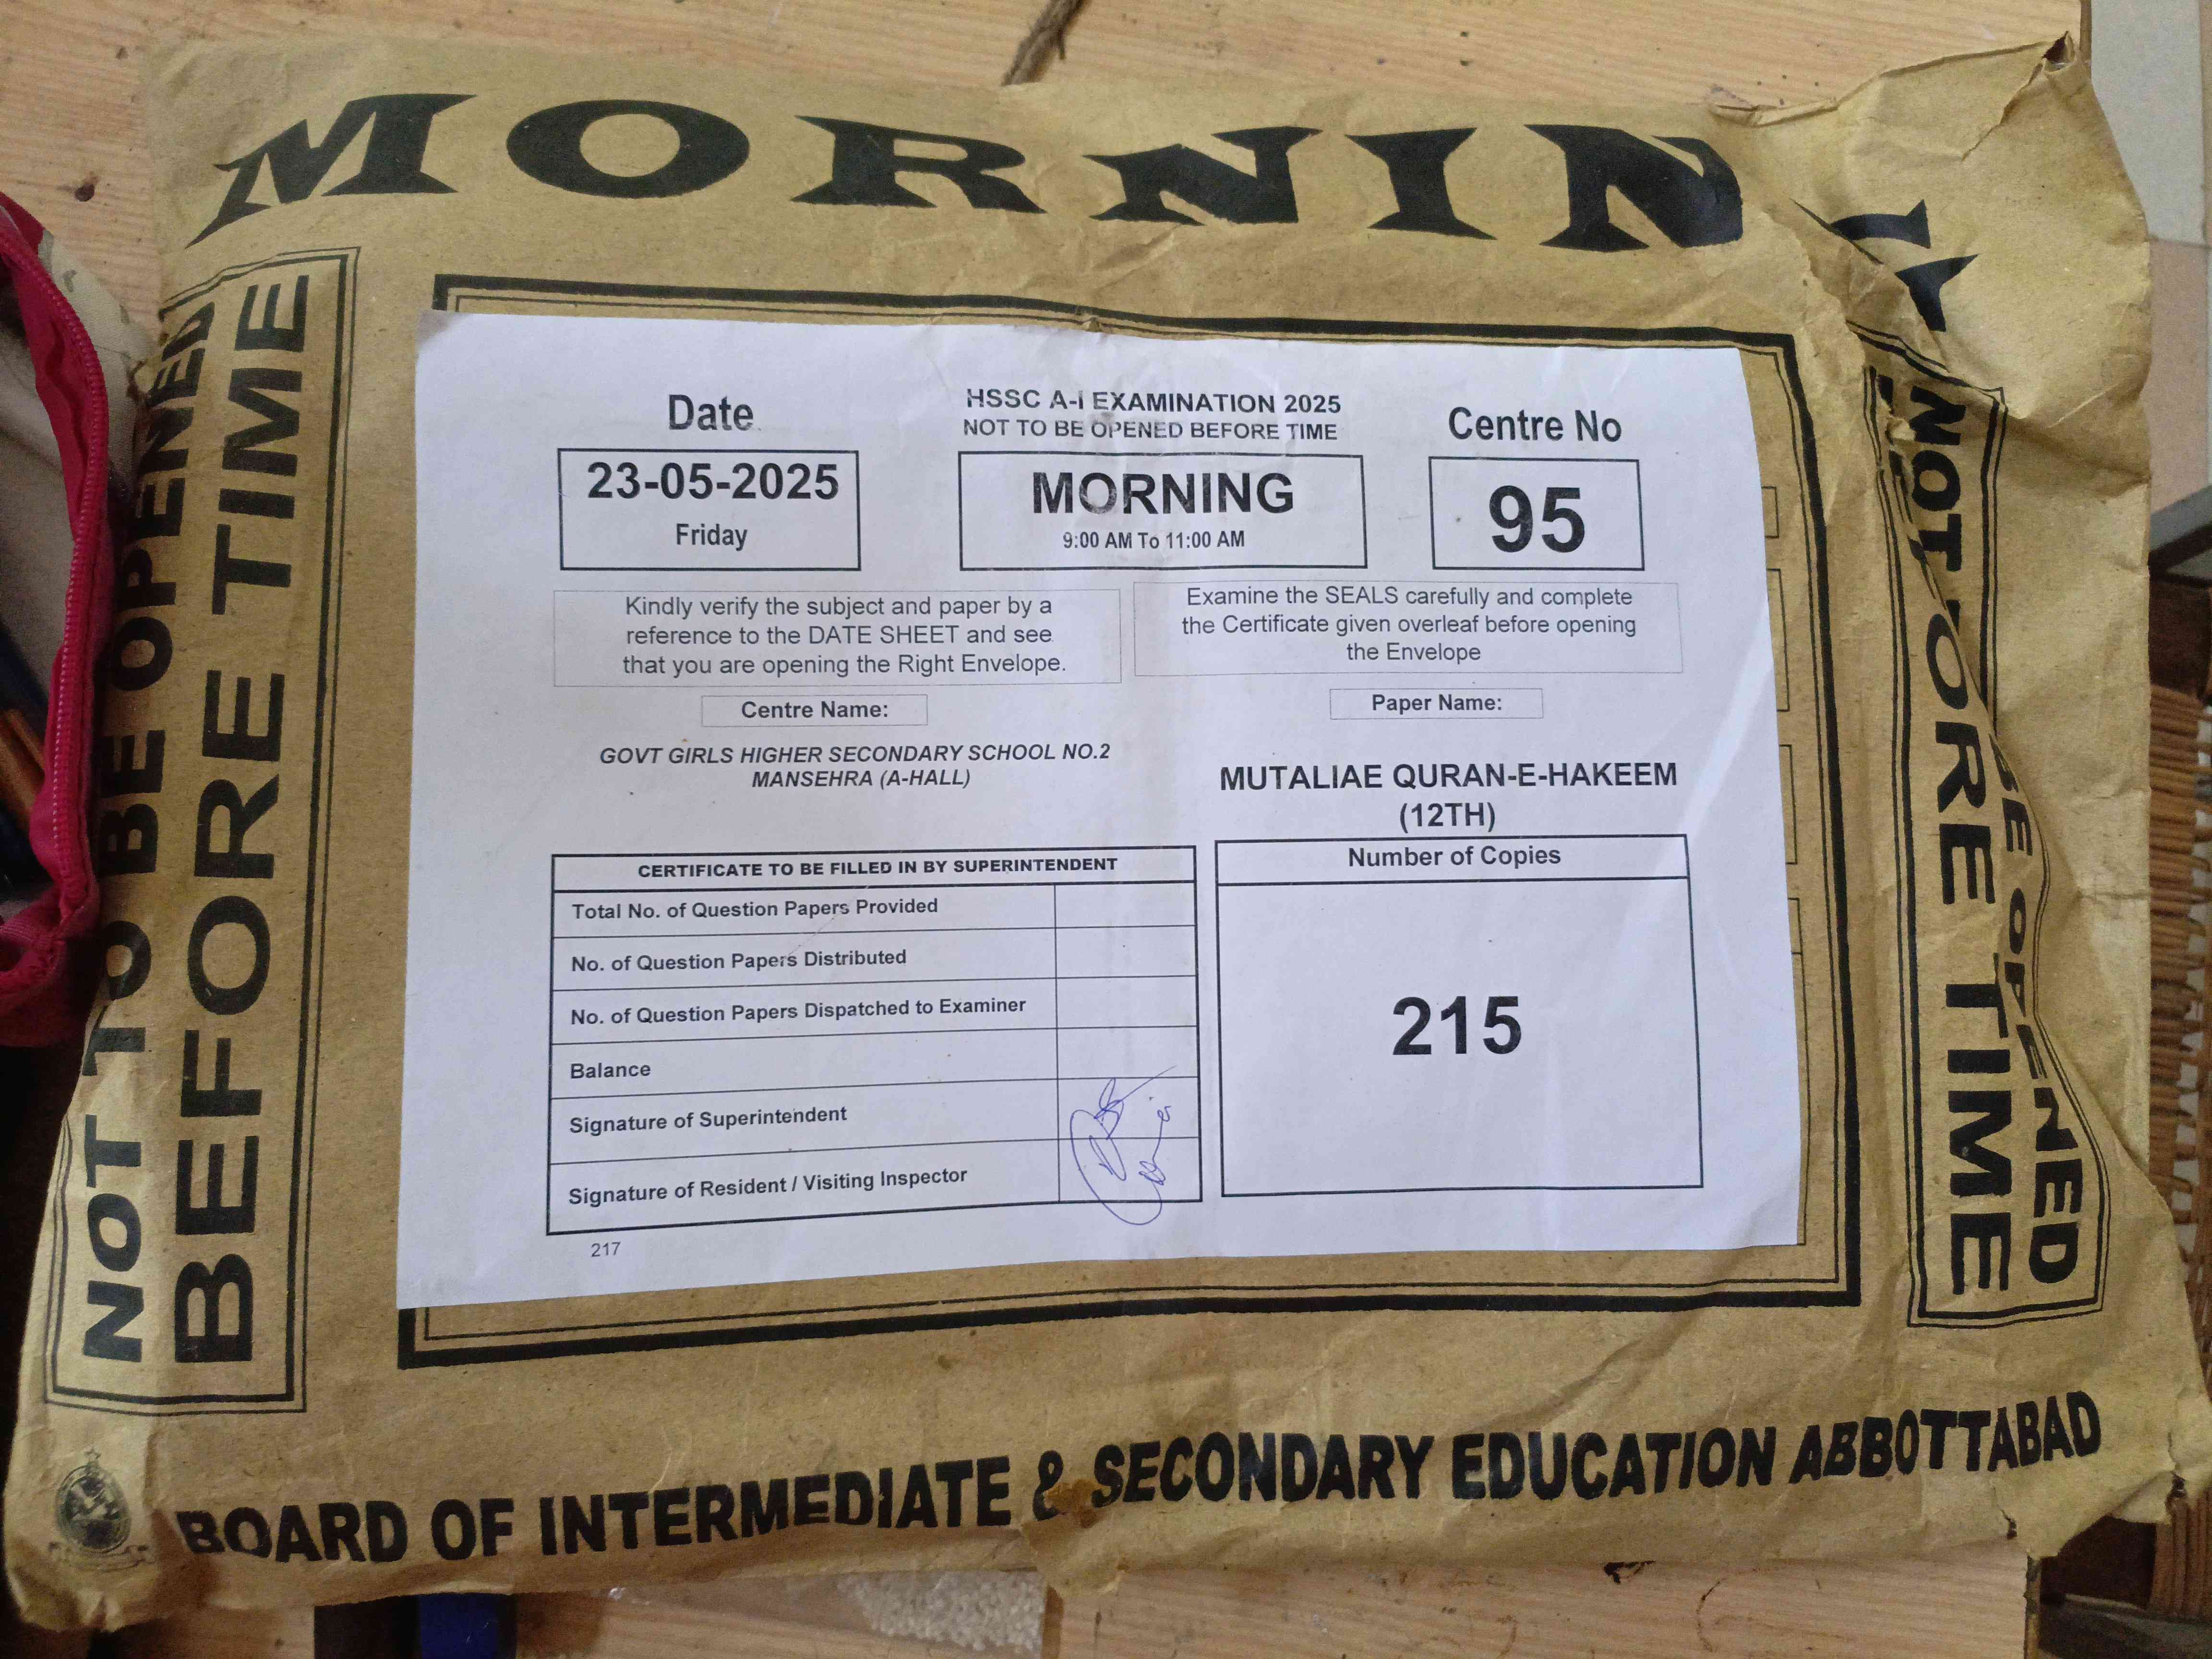 MORNIN
NOT TO BE OPENED
BEFORE TIME
Date
23-05-2025
Friday
HSSC A-I EXAMINATION 2025
NOT TO BE OPENED BEFORE TIME
MORNING
9:00 AM To 11:00 AM
Centre No
95
Kindly verify the subject and paper by a
reference to the DATE SHEET and see
that you are opening the Right Envelope.
Examine the SEALS carefully and complete
the Certificate given overleaf before opening
the Envelope
Centre Name:
GOVT GIRLS HIGHER SECONDARY SCHOOL NO.2
MANSEHRA (A-HALL)
Paper Name:
MUTALIAE QURAN-E-HAKEEM
(12TH)
CERTIFICATE TO BE FILLED IN BY SUPERINTENDENT
Total No. of Question Papers Provided
No. of Question Papers Distributed
No. of Question Papers Dispatched to Examiner
Balance
Signature of Superintendent
Signature of Resident / Visiting Inspector
Number of Copies
215
217
NOT BE OPENED
ORE TIME
BOARD OF INTERMEDIATE & SECONDARY EDUCATION ABBOTTABAD